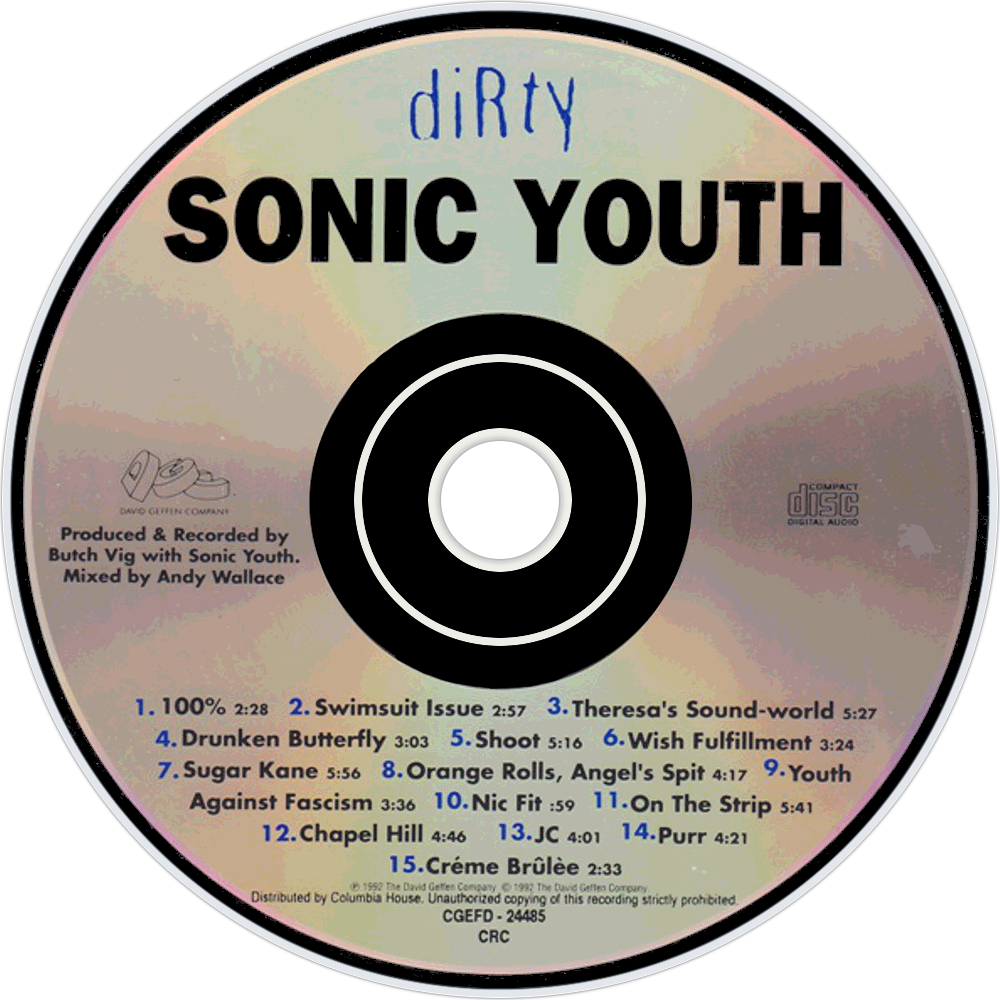 diRty
SONIC YOUTH
DAVID GEFFEN COMPANY
Produced & Recorded by
Butch Vig with Sonic Youth.
Mixed by Andy Wallace
COMPACT
disc
DIGITAL AUDIO
1. 100% 2:28 2. Swimsuit Issue 2:57 3. Theresa's Sound-world 5:27
4. Drunken Butterfly 3:03 5. Shoot 5:16 6. Wish Fulfillment 3:24
7. Sugar Kane 5:56 8. Orange Rolls, Angel's Spit 4:17 9. Youth
Against Fascism 3:36 10. Nic Fit :59 11. On The Strip 5:41
12. Chapel Hill 4:46 13. JC 4:01 14. Purr 4:21
15. Créme Brûlèe 2:33
℗ 1992 The David Geffen Company © 1992 The David Geffen Company.
Distributed by Columbia House. Unauthorized copying of this recording strictly prohibited.
CGEFD - 24485
CRC